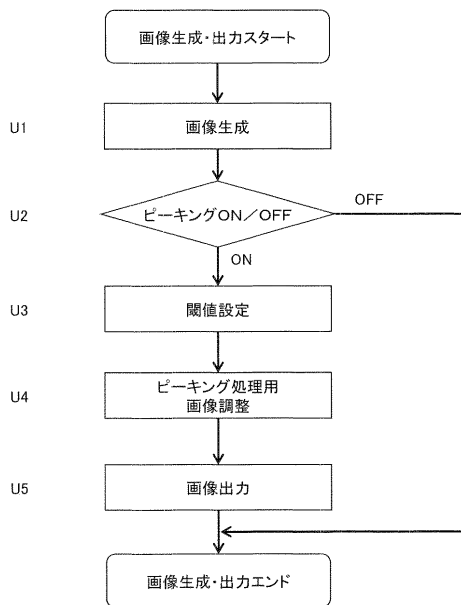 画像生成・出力スタート
U1
画像生成
U2
ピーキングON／OFF
OFF
ON
U3
閾値設定
U4
ピーキング処理用
画像調整
U5
画像出力
画像生成・出力エンド